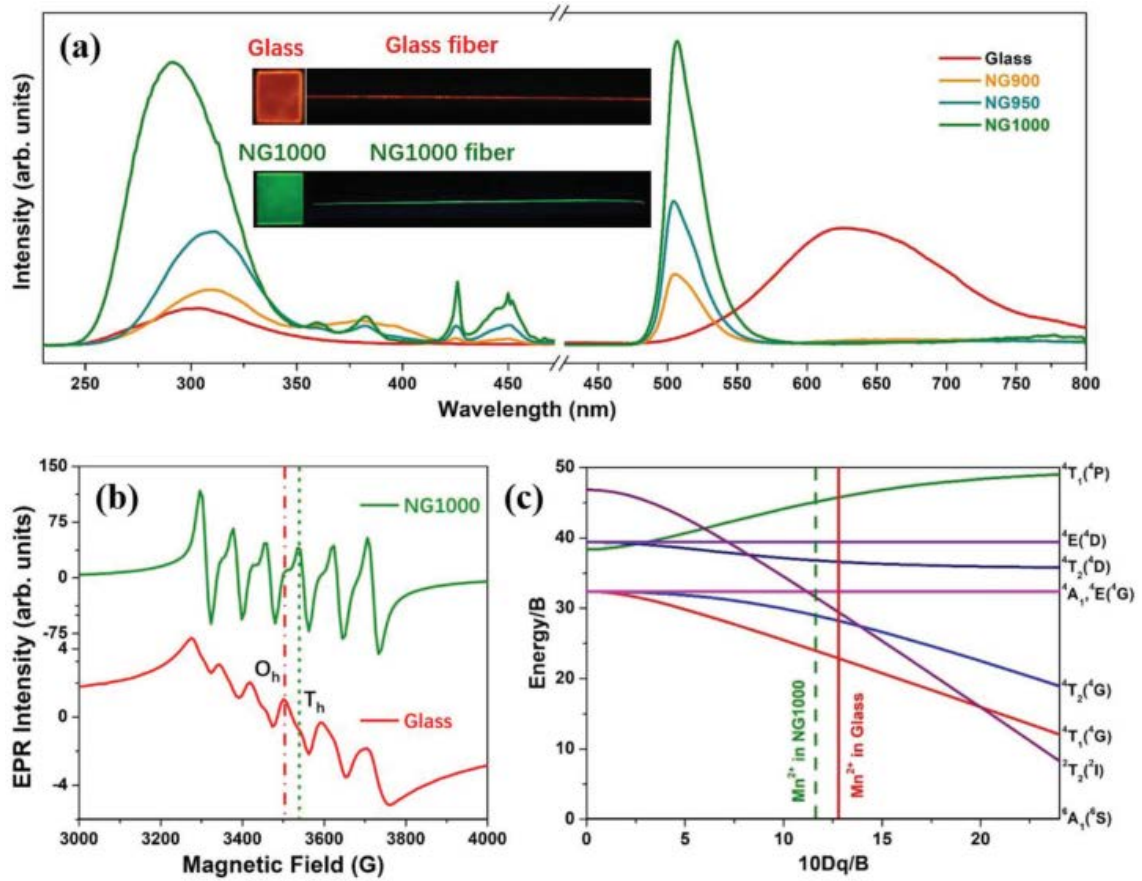 (a)
Glass
Glass fiber
NG1000
NG1000 fiber
Glass
NG900
NG950
NG1000
Intensity (arb. units)
250 300 350 400 450 450 500 550 600 650 700 750 800
Wavelength (nm)
(b)
NG1000
Glass
Oh
Th
150
75
0
-75
4
0
-4
EPR Intensity (arb. units)
3000 3200 3400 3600 3800 4000
Magnetic Field (G)
(c)
50
40
30
20
10
0
Energy/B
0 5 10 15 20
10Dq/B
Mn²⁺ in NG1000
Mn²⁺ in Glass
⁴T₁(⁴P)
⁴E(⁴D)
⁴T₂(⁴D)
⁴A₁,⁴E(⁴G)
⁴T₂(⁴G)
⁴T₁(⁴G)
²T₂(²I)
⁶A₁(⁶S)